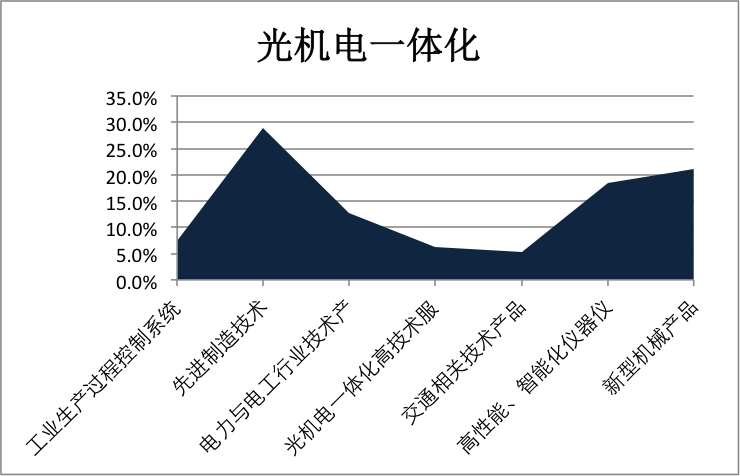 光机电一体化
35.0%
30.0%
25.0%
20.0%
15.0%
10.0%
5.0%
0.0%
工业生产过程控制系统
先进制造技术
电力与电工行业技术产
光机电一体化高技术服
交通相关技术产品
高性能、智能化仪器仪
新型机械产品